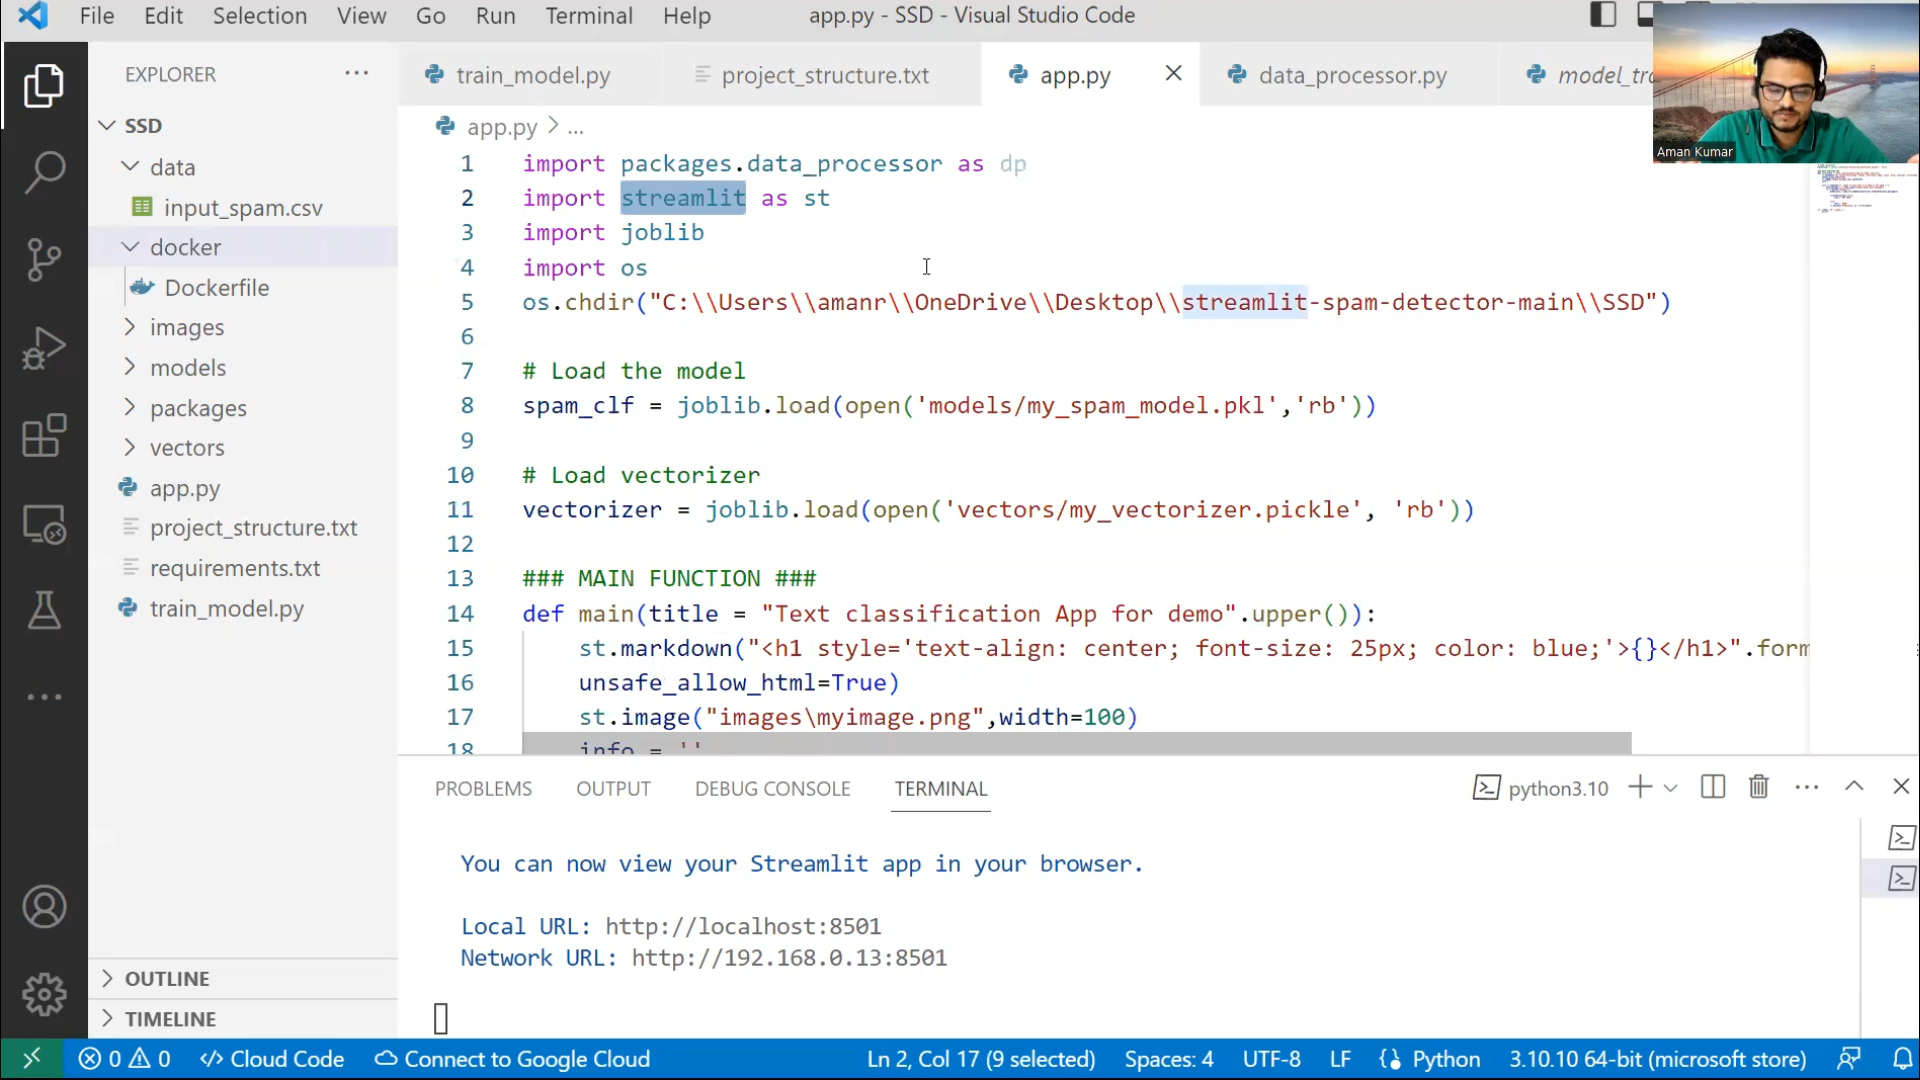 File Edit Selection View Go Run Terminal Help app.py - SSD - Visual Studio Code
Aman Kumar
EXPLORER
SSD
data
input_spam.csv
docker
Dockerfile
images
models
packages
vectors
app.py
project_structure.txt
requirements.txt
train_model.py
OUTLINE
TIMELINE
train_model.py project_structure.txt app.py data_processor.py model_tra
app.py > ...
1 import packages.data_processor as dp
2 import streamlit as st
3 import joblib
4 import os
5 os.chdir("C:\\Users\\amanr\\OneDrive\\Desktop\\streamlit-spam-detector-main\\SSD")
6
7 # Load the model
8 spam_clf = joblib.load(open('models/my_spam_model.pkl','rb'))
9
10 # Load vectorizer
11 vectorizer = joblib.load(open('vectors/my_vectorizer.pickle', 'rb'))
12
13 ### MAIN FUNCTION ###
14 def main(title = "Text classification App for demo".upper()):
15 st.markdown("<h1 style='text-align: center; font-size: 25px; color: blue;'>{}</h1>".form
16 unsafe_allow_html=True)
17 st.image("images\myimage.png",width=100)
18 info = ''
PROBLEMS OUTPUT DEBUG CONSOLE TERMINAL python3.10
You can now view your Streamlit app in your browser.
Local URL: http://localhost:8501
Network URL: http://192.168.0.13:8501
0 0 Cloud Code Connect to Google Cloud Ln 2, Col 17 (9 selected) Spaces: 4 UTF-8 LF Python 3.10.10 64-bit (microsoft store)